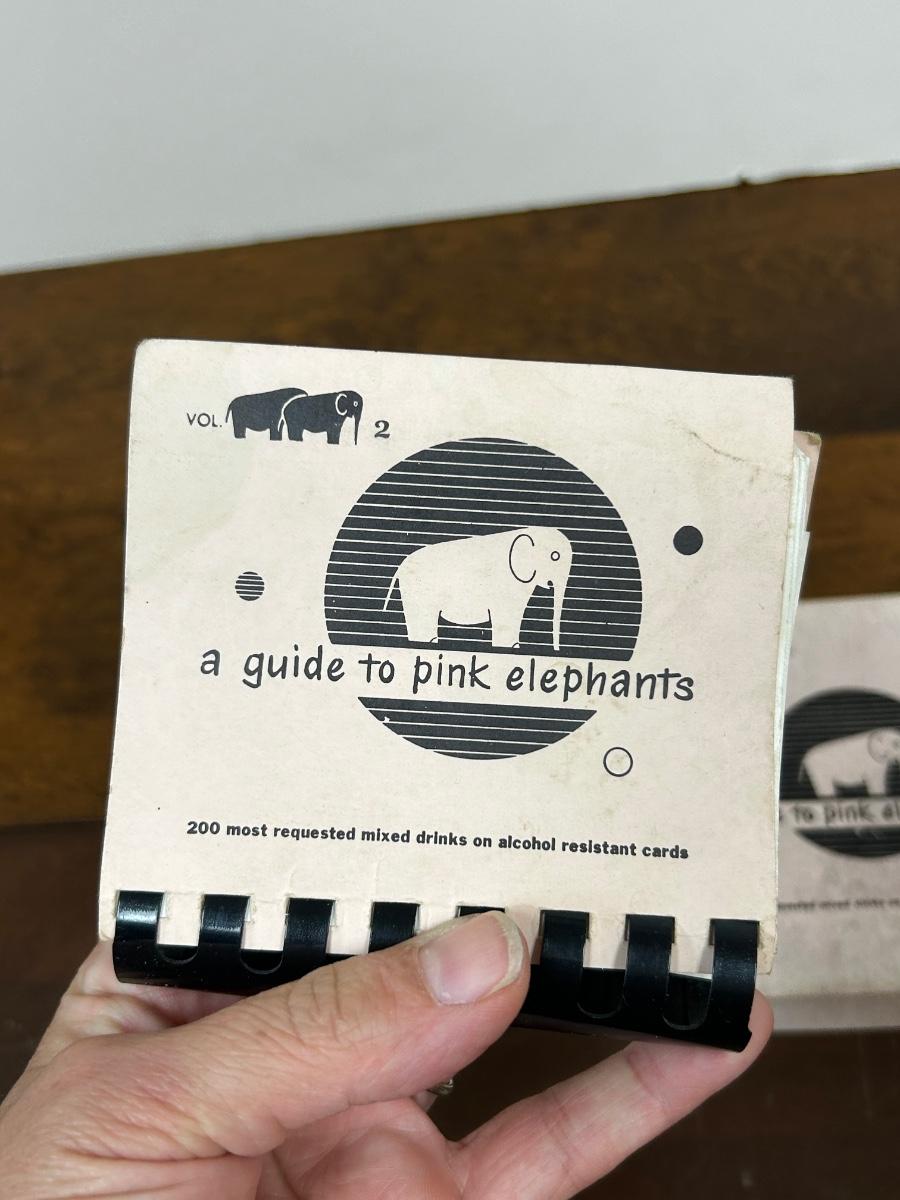 VOL. 2
a guide to pink elephants
200 most requested mixed drinks on alcohol resistant cards
to pink el